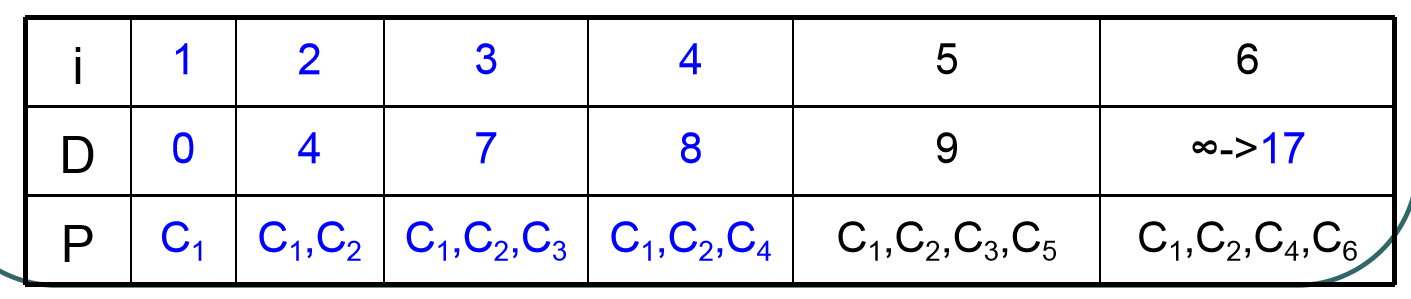 i 1 2 3 4 5 6
D 0 4 7 8 9 ∞->17
P C₁ C₁,C₂ C₁,C₂,C₃ C₁,C₂,C₄ C₁,C₂,C₃,C₅ C₁,C₂,C₄,C₆